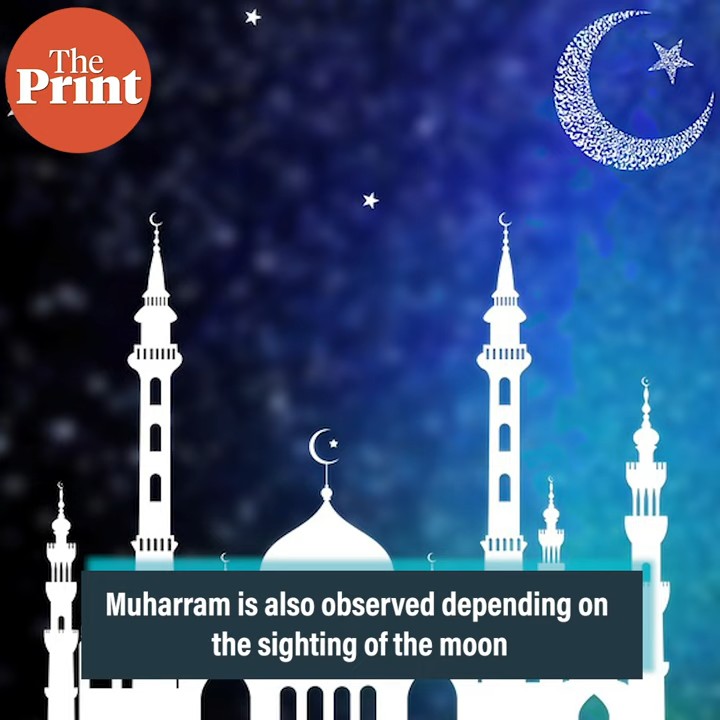 The
Print
Muharram is also observed depending on
the sighting of the moon